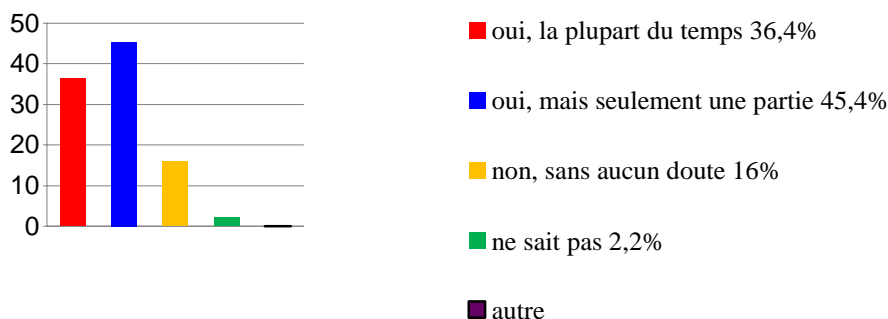 50
40
30
20
10
0
oui, la plupart du temps 36,4%
oui, mais seulement une partie 45,4%
non, sans aucun doute 16%
ne sait pas 2,2%
autre